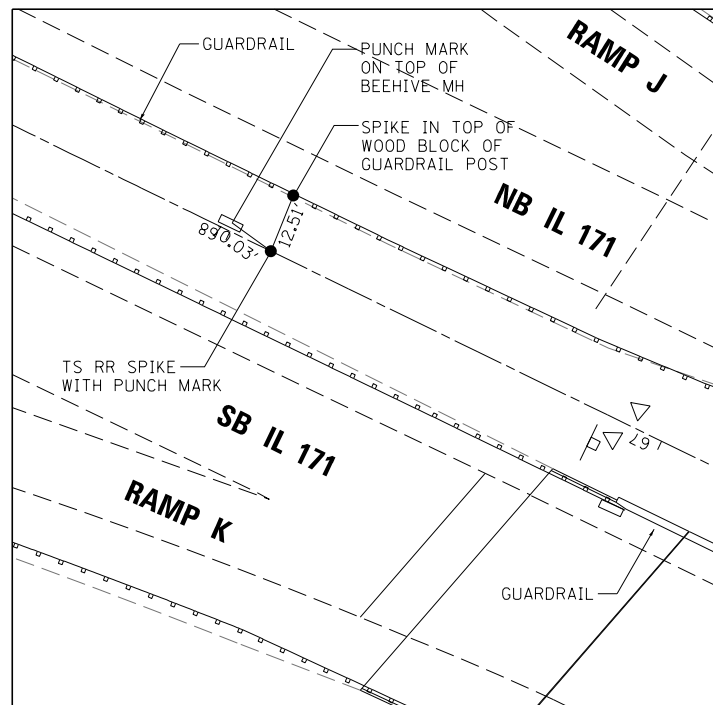 GUARDRAIL
PUNCH MARK
ON TOP OF
BEEHIVE MH
RAMP J
SPIKE IN TOP OF
WOOD BLOCK OF
GUARDRAIL POST
NB IL 171
12.51'
890.03'
TS RR SPIKE
WITH PUNCH MARK
SB IL 171
RAMP K
GUARDRAIL